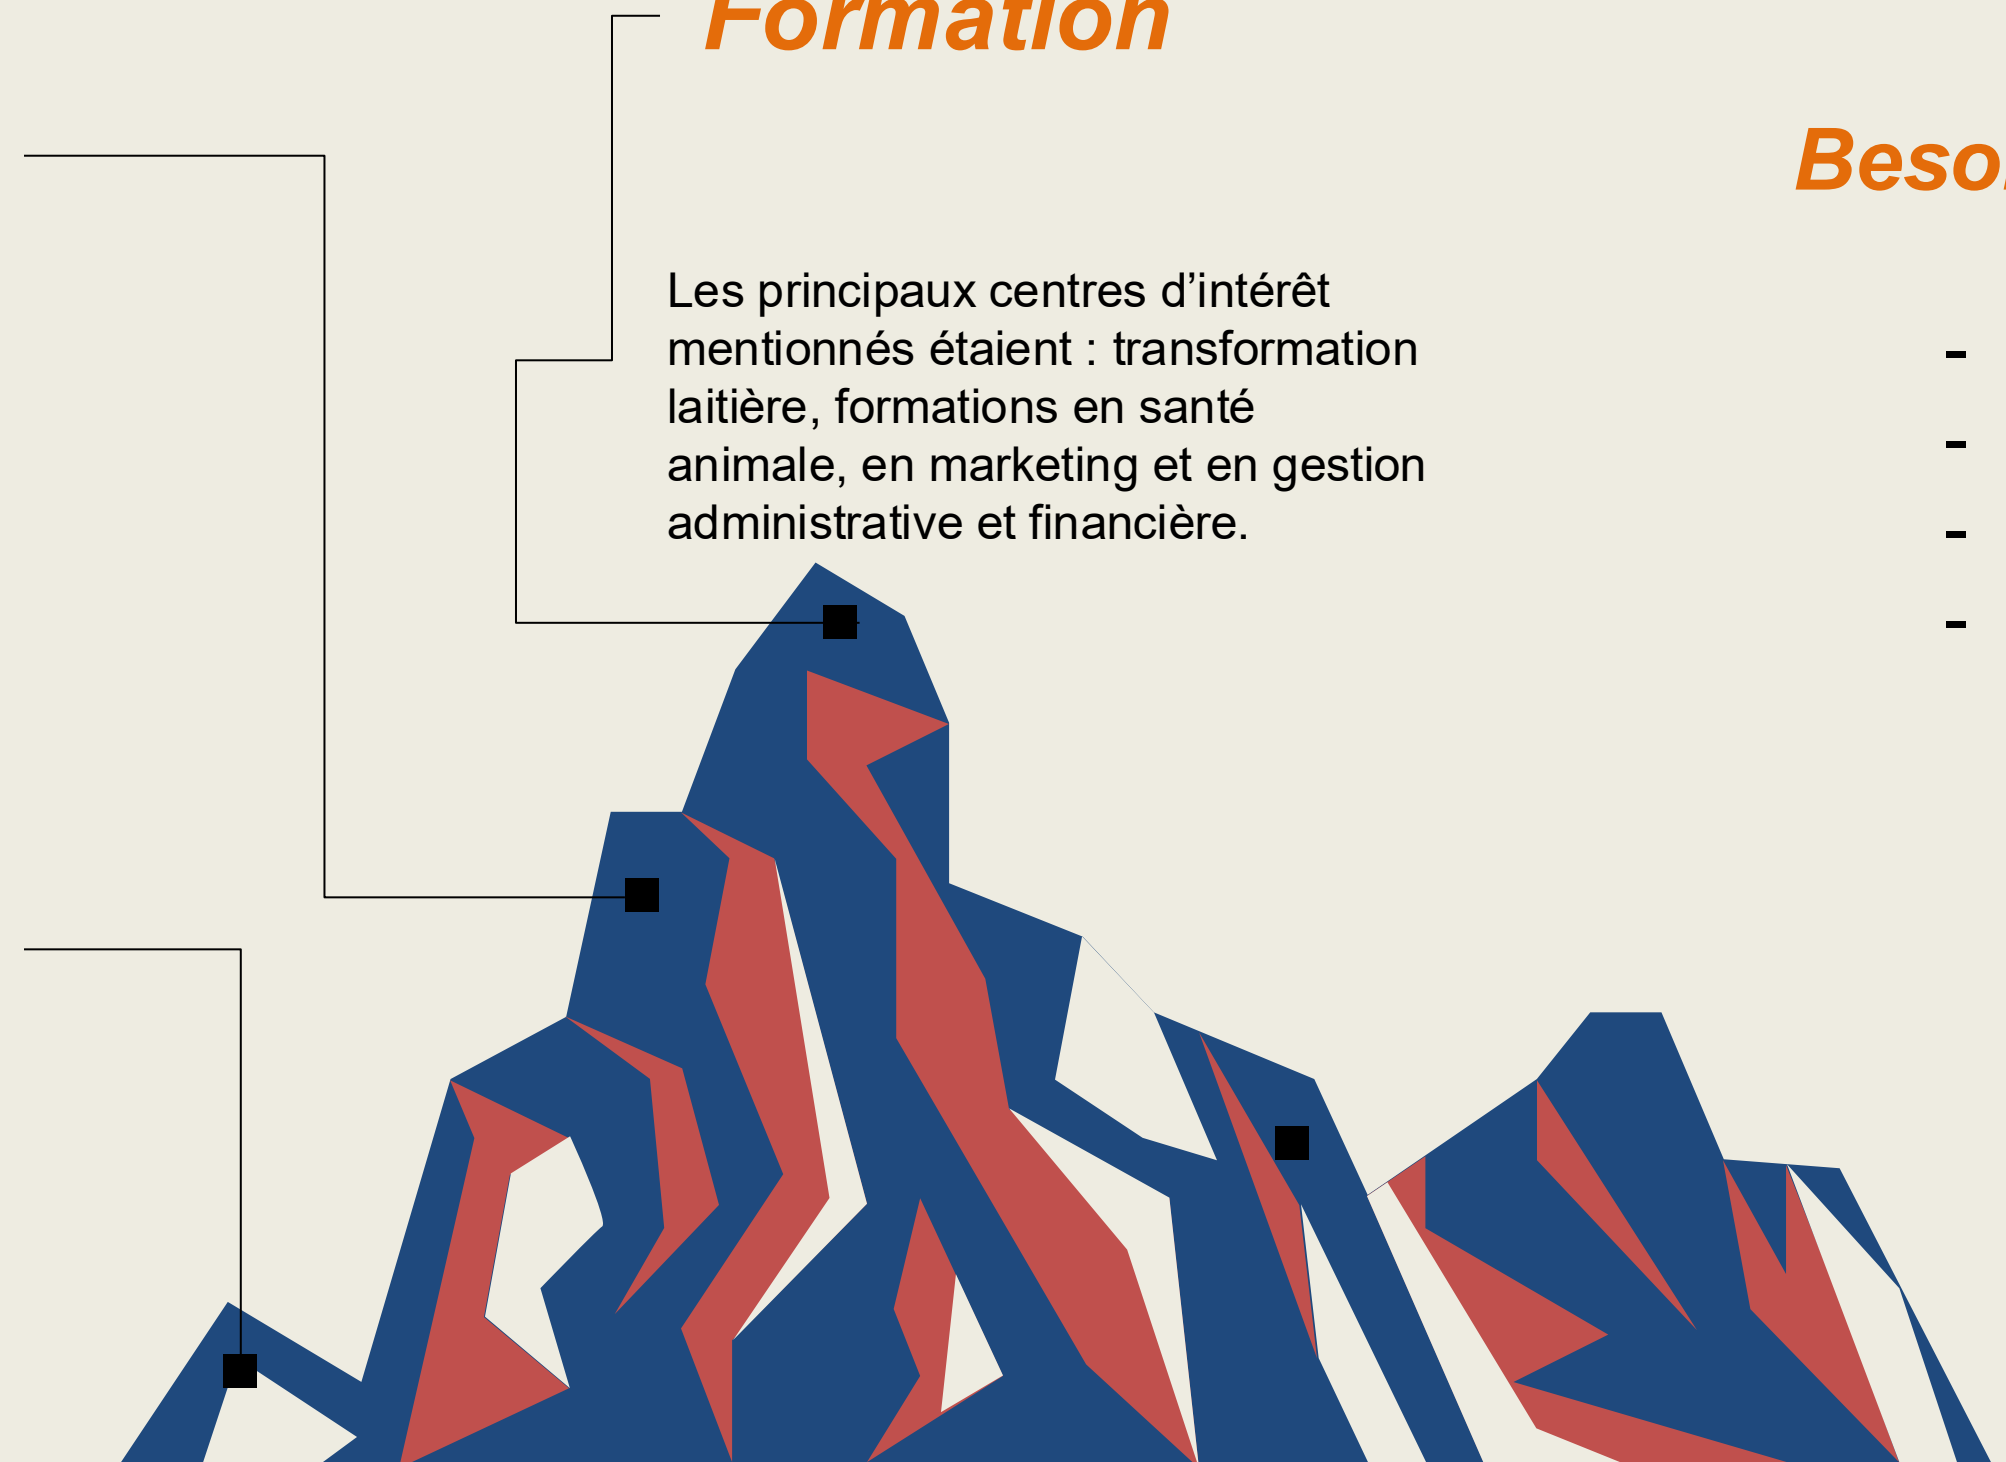 Formation
Les principaux centres d’intérêt
mentionnés étaient : transformation
laitière, formations en santé
animale, en marketing et en gestion
administrative et financière.
-
-
-
-